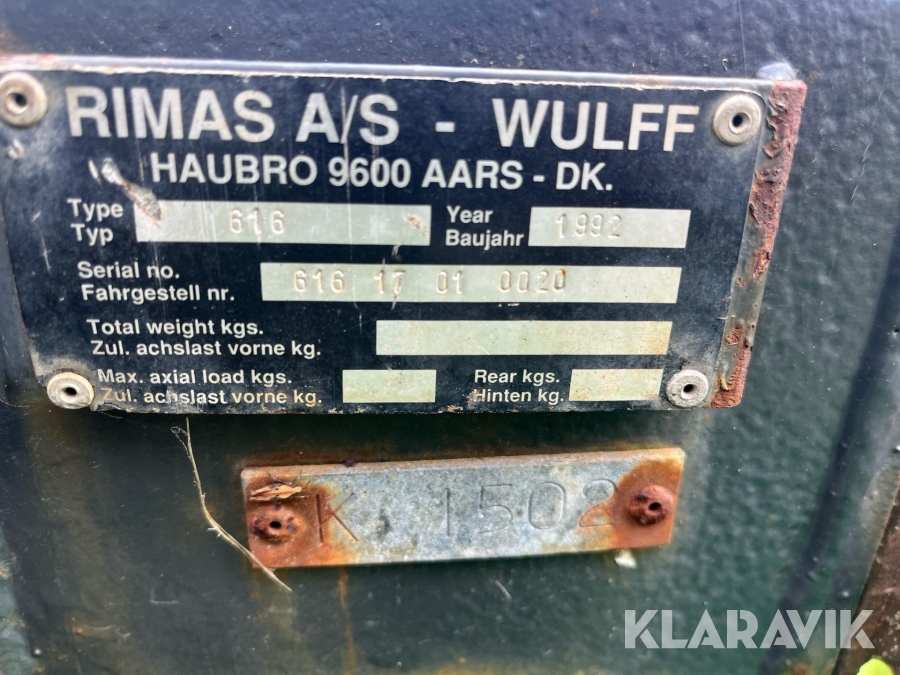 RIMAS A/S - WULFF
HAUBRO 9600 AARS - DK.
Type 616 Year 1992
Typ Baujahr
Serial no. 616 17 01 0020
Fahrgestell nr.
Total weight kgs.
Zul. achslast vorne kg.
Max. axial load kgs. Rear kgs.
Zul. achslast vorne kg. Hinten kg.
K 1502
KLARAVIK